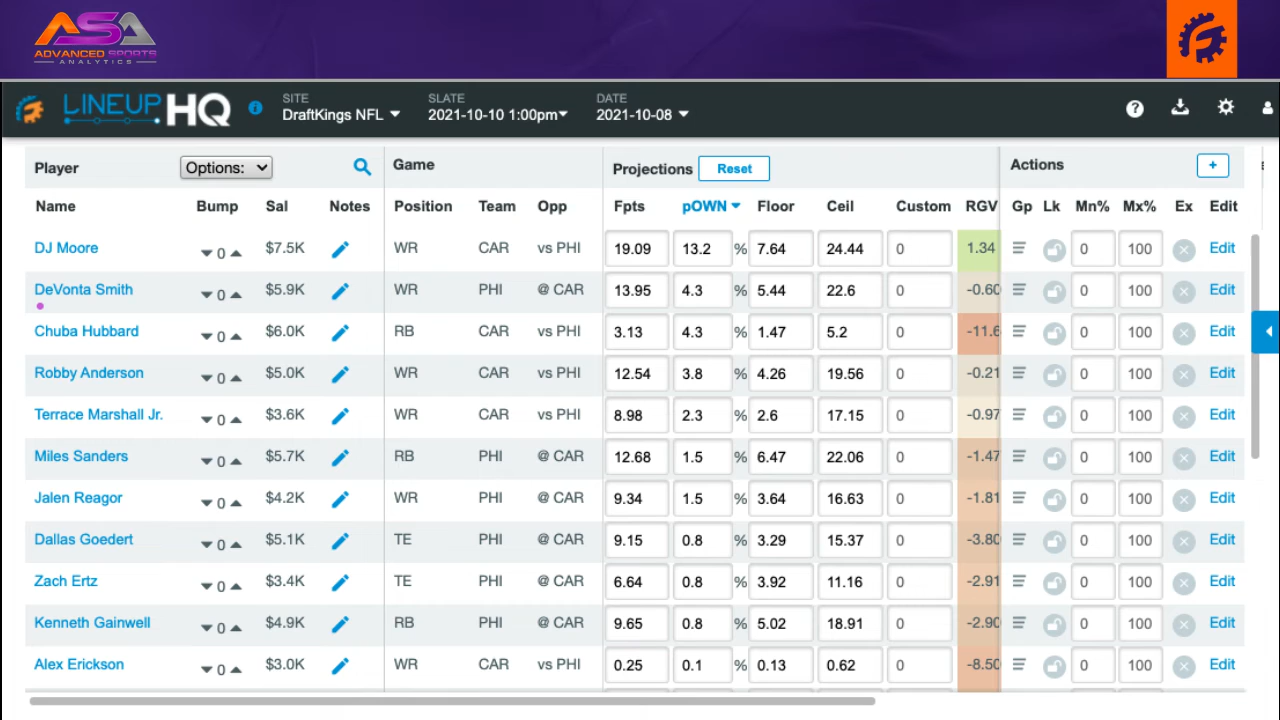 ASA
ADVANCED SPORTS
ANALYTICS
LINEUPHQ
SITE
DraftKings NFL
SLATE
2021-10-10 1:00pm
DATE
2021-10-08
Player Options: Game Projections Reset Actions +
Name Bump Sal Notes Position Team Opp Fpts pOWN Floor Ceil Custom RGV Gp Lk Mn% Mx% Ex Edit
DJ Moore 0 $7.5K WR CAR vs PHI 19.09 13.2 % 7.64 24.44 0 1.34 0 100 Edit
DeVonta Smith 0 $5.9K WR PHI @ CAR 13.95 4.3 % 5.44 22.6 0 -0.60 0 100 Edit
Chuba Hubbard 0 $6.0K RB CAR vs PHI 3.13 4.3 % 1.47 5.2 0 -11.6 0 100 Edit
Robby Anderson 0 $5.0K WR CAR vs PHI 12.54 3.8 % 4.26 19.56 0 -0.21 0 100 Edit
Terrace Marshall Jr. 0 $3.6K WR CAR vs PHI 8.98 2.3 % 2.6 17.15 0 -0.97 0 100 Edit
Miles Sanders 0 $5.7K RB PHI @ CAR 12.68 1.5 % 6.47 22.06 0 -1.47 0 100 Edit
Jalen Reagor 0 $4.2K WR PHI @ CAR 9.34 1.5 % 3.64 16.63 0 -1.81 0 100 Edit
Dallas Goedert 0 $5.1K TE PHI @ CAR 9.15 0.8 % 3.29 15.37 0 -3.80 0 100 Edit
Zach Ertz 0 $3.4K TE PHI @ CAR 6.64 0.8 % 3.92 11.16 0 -2.91 0 100 Edit
Kenneth Gainwell 0 $4.9K RB PHI @ CAR 9.65 0.8 % 5.02 18.91 0 -2.90 0 100 Edit
Alex Erickson 0 $3.0K WR CAR vs PHI 0.25 0.1 % 0.13 0.62 0 -8.50 0 100 Edit